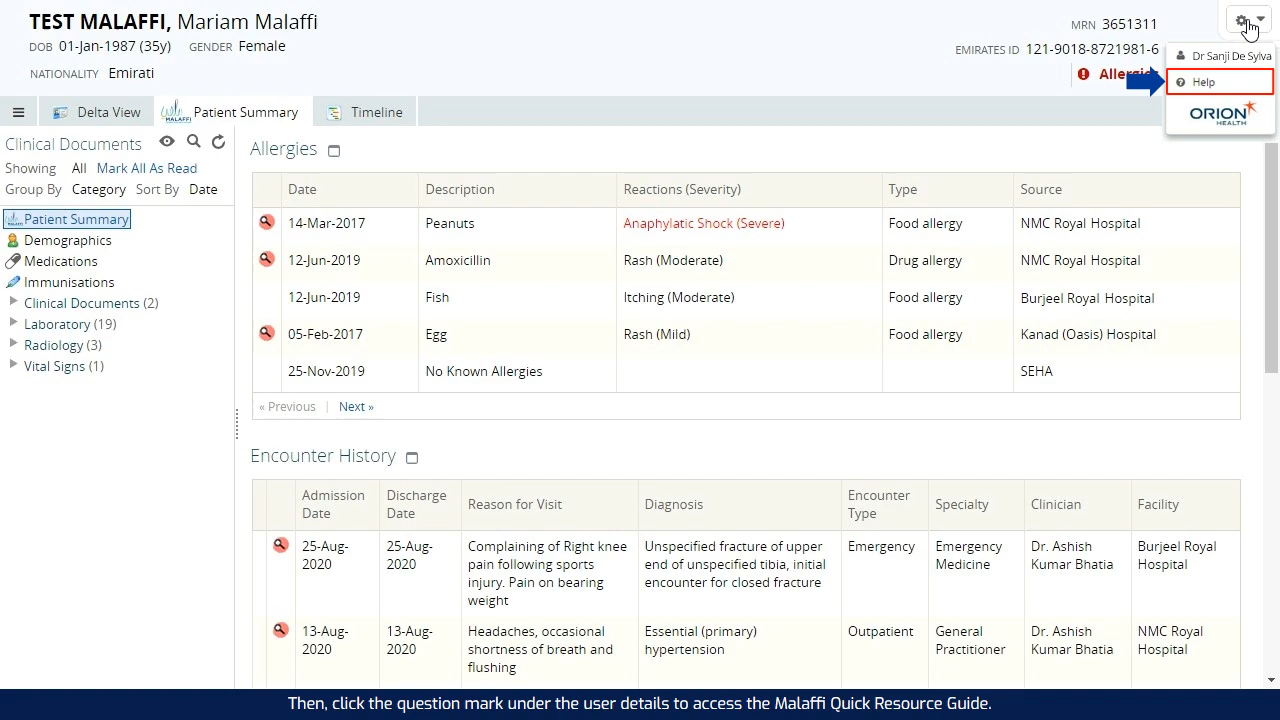 TEST MALAFFI, Mariam Malaffi
DOB 01-Jan-1987 (35y) GENDER Female
NATIONALITY Emirati
MRN 3651311
EMIRATES ID 121-9018-8721981-6
Dr Sanji De Sylva
Help
ORION
HEALTH
Delta View
MALAFFI
Patient Summary
Timeline
Clinical Documents
Showing All Mark All As Read
Group By Category Sort By Date
Patient Summary
Demographics
Medications
Immunisations
Clinical Documents (2)
Laboratory (19)
Radiology (3)
Vital Signs (1)
Allergies
Date Description Reactions (Severity) Type Source
14-Mar-2017 Peanuts Anaphylatic Shock (Severe) Food allergy NMC Royal Hospital
12-Jun-2019 Amoxicillin Rash (Moderate) Drug allergy NMC Royal Hospital
12-Jun-2019 Fish Itching (Moderate) Food allergy Burjeel Royal Hospital
05-Feb-2017 Egg Rash (Mild) Food allergy Kanad (Oasis) Hospital
25-Nov-2019 No Known Allergies SEHA
« Previous | Next »
Encounter History
Admission Date Discharge Date Reason for Visit Diagnosis Encounter Type Specialty Clinician Facility
25-Aug-
2020
25-Aug-
2020
Complaining of Right knee
pain following sports
injury. Pain on bearing
weight
Unspecified fracture of upper
end of unspecified tibia, initial
encounter for closed fracture
Emergency
Emergency
Medicine
Dr. Ashish
Kumar Bhatia
Burjeel Royal
Hospital
13-Aug-
2020
13-Aug-
2020
Headaches, occasional
shortness of breath and
flushing
Essential (primary)
hypertension
Outpatient
General
Practitioner
Dr. Ashish
Kumar Bhatia
NMC Royal
Hospital
Then, click the question mark under the user details to access the Malaffi Quick Resource Guide.